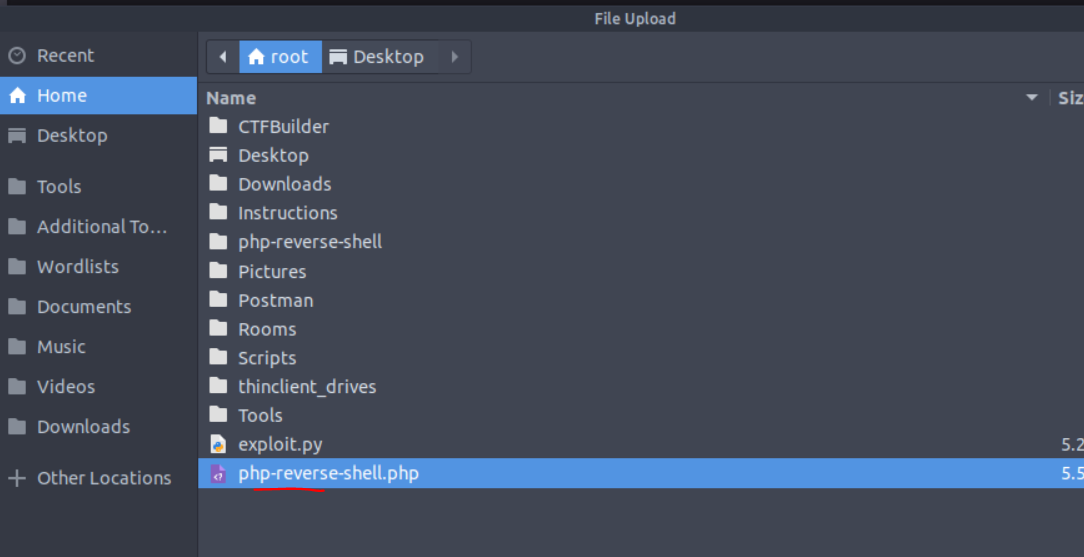 File Upload
Recent
Home
Desktop
Tools
Additional To...
Wordlists
Documents
Music
Videos
Downloads
Other Locations
root Desktop
Name Siz
CTFBuilder
Desktop
Downloads
Instructions
php-reverse-shell
Pictures
Postman
Rooms
Scripts
thinclient_drives
Tools
exploit.py 5.2
php-reverse-shell.php 5.5